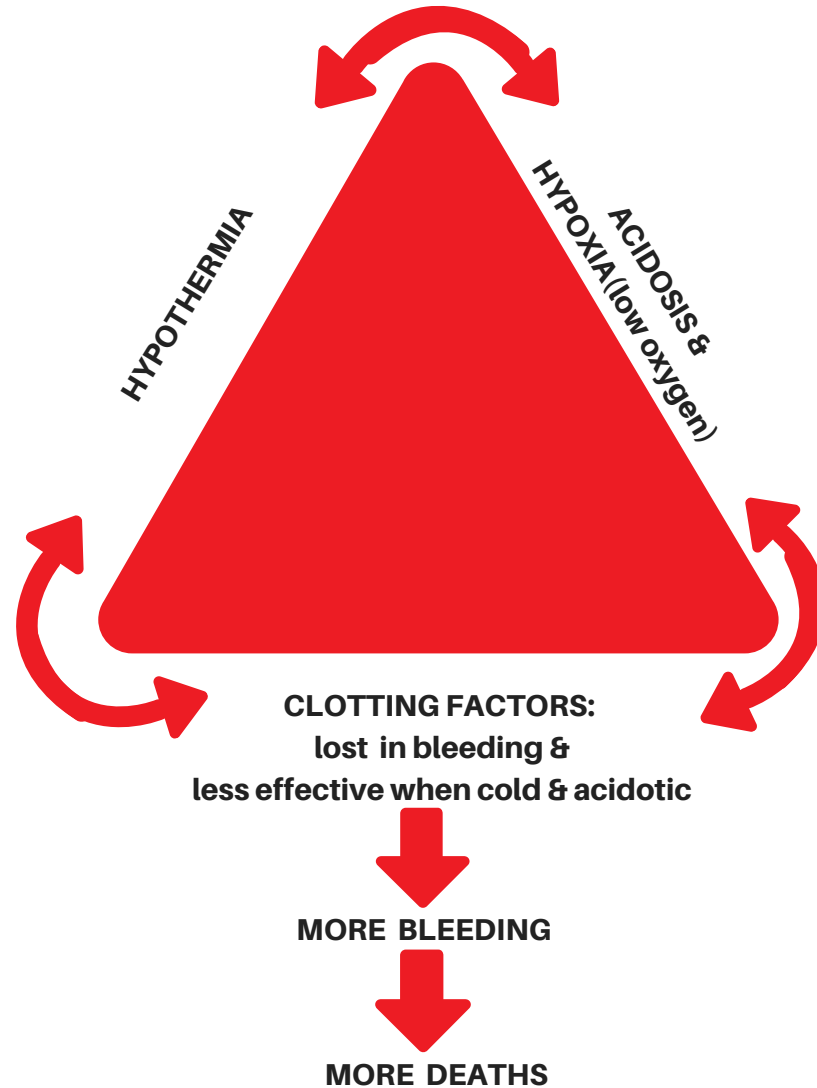 HYPOTHERMIA
ACIDOSIS &
HYPOXIA(low oxygen)
CLOTTING FACTORS:
lost in bleeding &
less effective when cold & acidotic
MORE BLEEDING
MORE DEATHS